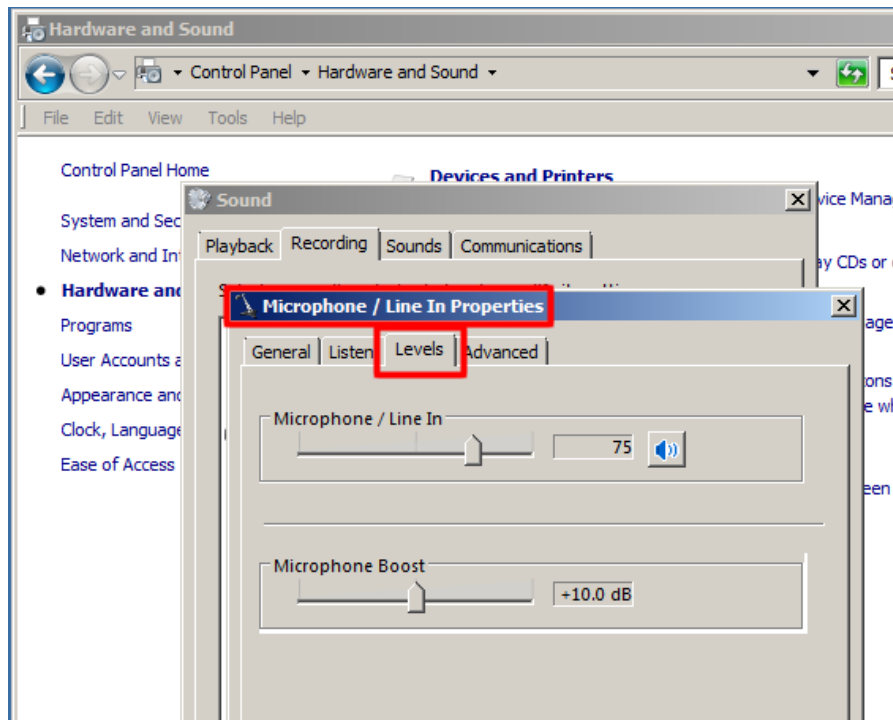 Hardware and Sound
Control Panel Hardware and Sound
File Edit View Tools Help
Control Panel Home
Devices and Printers
vice Mana
System and Sec
Sound
Network and In
Playback Recording Sounds Communications
ay CDs or
Hardware and
Microphone / Line In Properties
Programs
age
General Listen Levels Advanced
User Accounts a
ons
Appearance and
e wh
Microphone / Line In
Clock, Language
75
Ease of Access
een
Microphone Boost
+10.0 dB